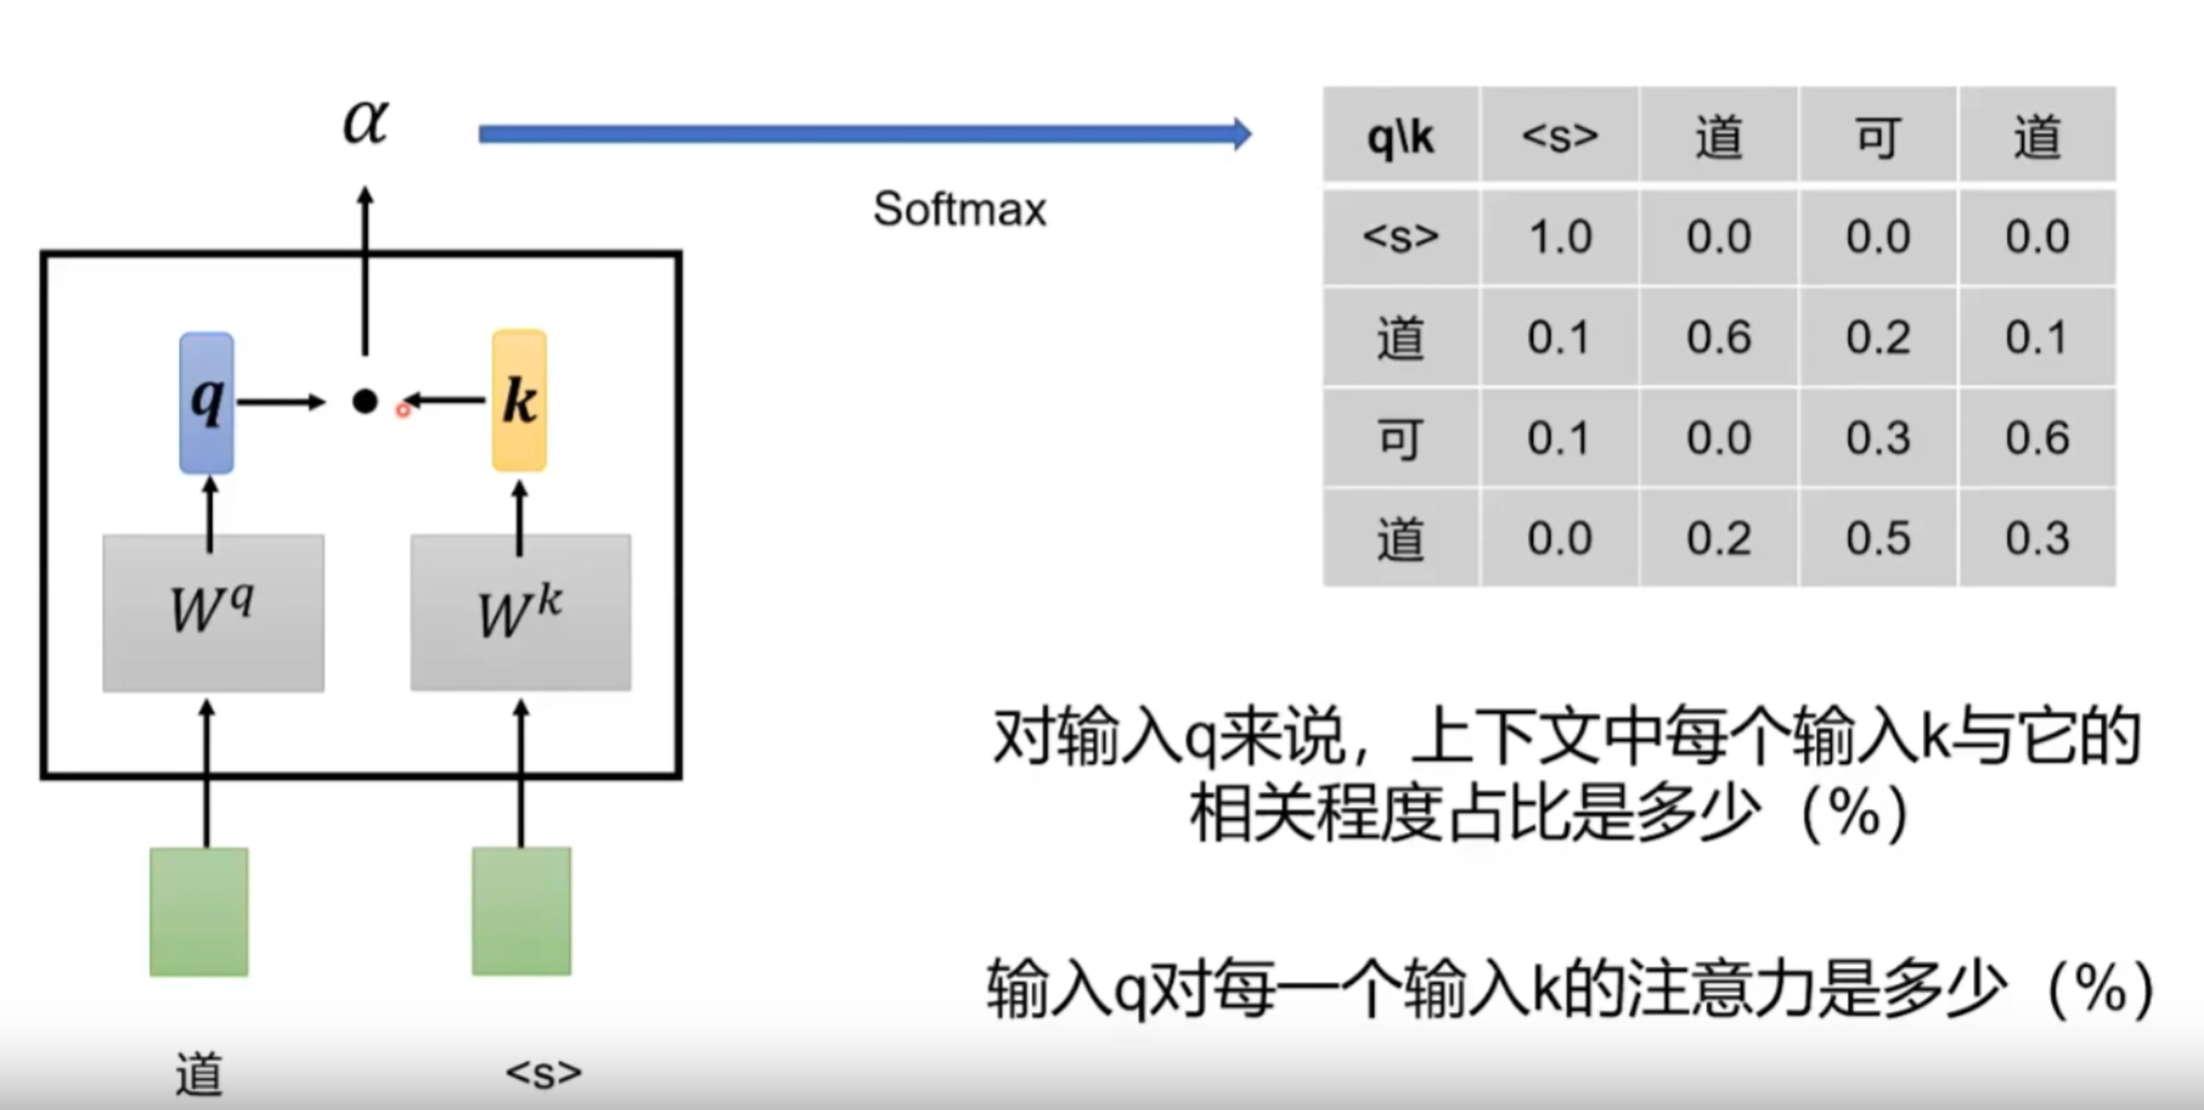 α
Softmax
q\k <s> 道 可 道
<s> 1.0 0.0 0.0 0.0
道 0.1 0.6 0.2 0.1
可 0.1 0.0 0.3 0.6
道 0.0 0.2 0.5 0.3
q k
W^q W^k
道 <s>
对输入q来说，上下文中每个输入k与它的
相关程度占比是多少（%）
输入q对每一个输入k的注意力是多少（%）